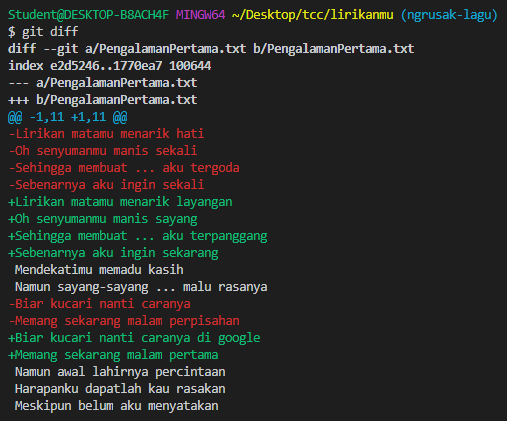 Student@DESKTOP-B8ACH4F MINGW64 ~/Desktop/tcc/lirikanmu (ngrusak-lagu)
$ git diff
diff --git a/PengalamanPertama.txt b/PengalamanPertama.txt
index e2d5246..1770ea7 100644
--- a/PengalamanPertama.txt
+++ b/PengalamanPertama.txt
@@ -1,11 +1,11 @@
-Lirikan matamu menarik hati
-Oh senyumanmu manis sekali
-Sehingga membuat ... aku tergoda
-Sebenarnya aku ingin sekali
+Lirikan matamu menarik layangan
+Oh senyumanmu manis sayang
+Sehingga membuat ... aku terpanggang
+Sebenarnya aku ingin sekarang
 Mendekatimu memadu kasih
 Namun sayang-sayang ... malu rasanya
-Biar kucari nanti caranya
-Memang sekarang malam perpisahan
+Biar kucari nanti caranya di google
+Memang sekarang malam pertama
 Namun awal lahirnya percintaan
 Harapanku dapatlah kau rasakan
 Meskipun belum aku menyatakan